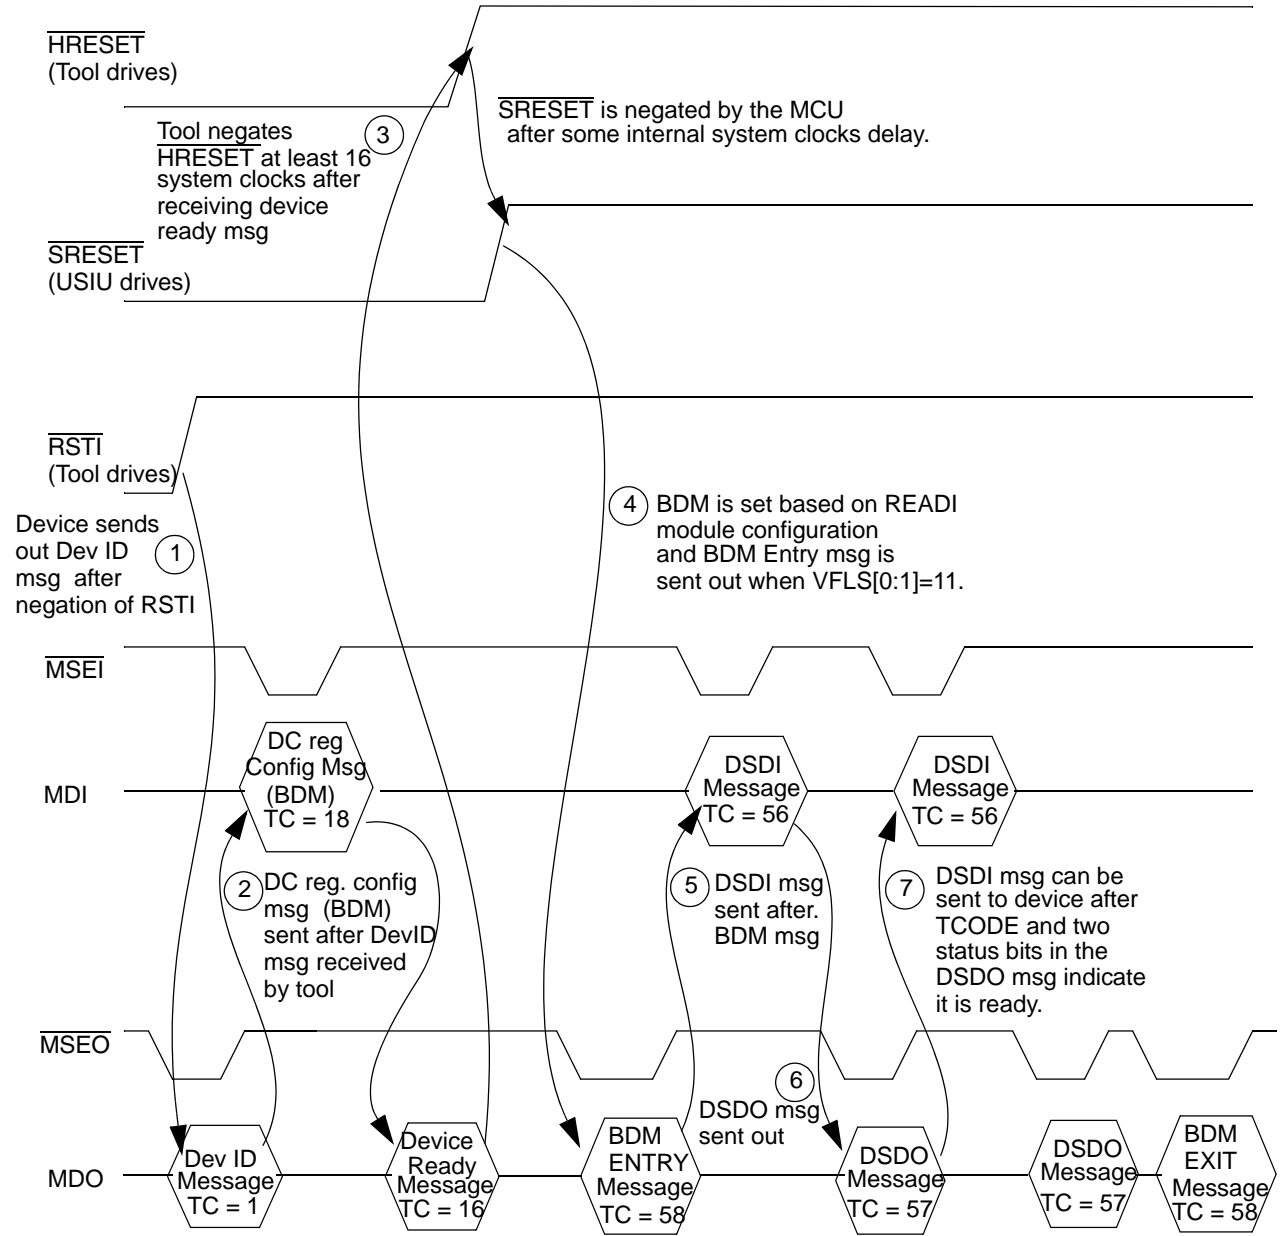 HRESET
(Tool drives)
SRESET is negated by the MCU
after some internal system clocks delay.
Tool negates
HRESET at least 16
system clocks after
receiving device
ready msg
3
SRESET
(USIU drives)
RSTI
(Tool drives)
Device sends
out Dev ID
msg after
negation of RSTI
1
4
BDM is set based on READI
module configuration
and BDM Entry msg is
sent out when VFLS[0:1]=11.
MSEI
MDI
DC reg
Config Msg
(BDM)
TC = 18
DSDI
Message
TC = 56
DSDI
Message
TC = 56
2
DC reg. config
msg (BDM)
sent after DevID
msg received
by tool
5
DSDI msg
sent after.
BDM msg
7
DSDI msg can be
sent to device after
TCODE and two
status bits in the
DSDO msg indicate
it is ready.
MSEO
6
DSDO msg
sent out
MDO
Dev ID
Message
TC = 1
Device
Ready
Message
TC = 16
BDM
ENTRY
Message
TC = 58
DSDO
Message
TC = 57
DSDO
Message
TC = 57
BDM
EXIT
Message
TC = 58